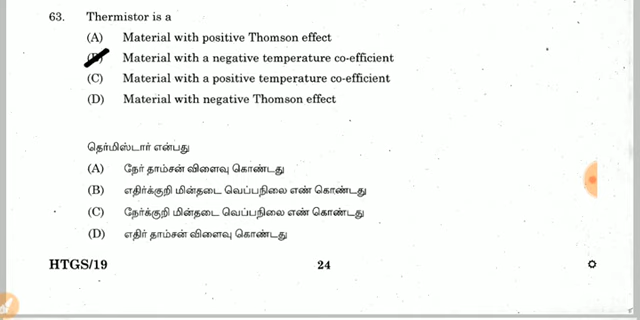 63. Thermistor is a
(A) Material with positive Thomson effect
(B) Material with a negative temperature co-efficient
(C) Material with a positive temperature co-efficient
(D) Material with negative Thomson effect
தெர்மிஸ்டார் என்பது
(A) நேர் தாம்சன் விளைவு கொண்டது
(B) எதிர்க்குறி மின்தடை வெப்பநிலை எண் கொண்டது
(C) நேர்க்குறி மின்தடை வெப்பநிலை எண் கொண்டது
(D) எதிர் தாம்சன் விளைவு கொண்டது
HTGS/19 24